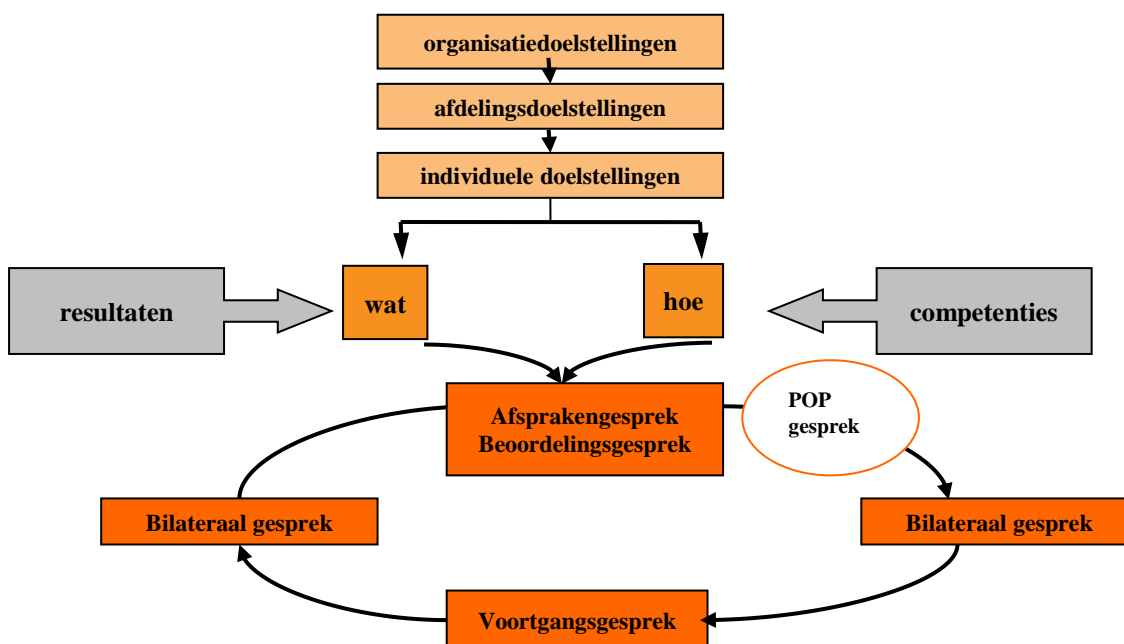 organisatiedoelstellingen
afdelingsdoelstellingen
individuele doelstellingen
resultaten
wat
hoe
competenties
Afsprakengesprek
Beoordelingsgesprek
POP
gesprek
Bilateraal gesprek
Bilateraal gesprek
Voortgangsgesprek